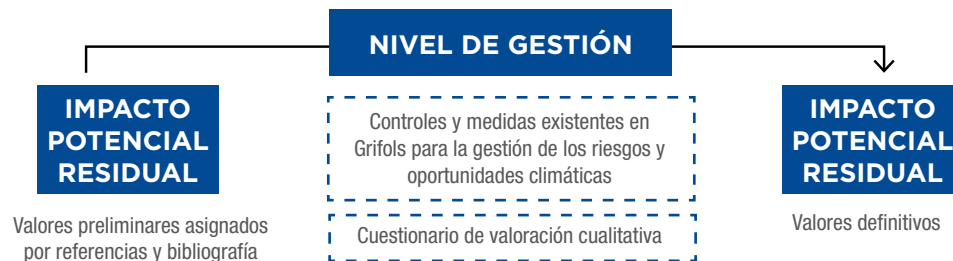 NIVEL DE GESTIÓN
IMPACTO
POTENCIAL
RESIDUAL
Valores preliminares asignados
por referencias y bibliografía
Controles y medidas existentes en
Grifols para la gestión de los riesgos y
oportunidades climáticas
Cuestionario de valoración cualitativa
IMPACTO
POTENCIAL
RESIDUAL
Valores definitivos